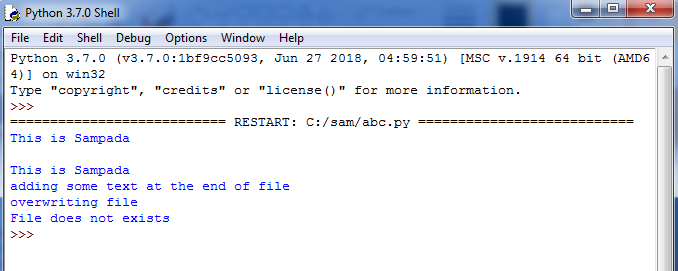 Python 3.7.0 Shell
File Edit Shell Debug Options Window Help
Python 3.7.0 (v3.7.0:1bf9cc5093, Jun 27 2018, 04:59:51) [MSC v.1914 64 bit (AMD6
4)] on win32
Type "copyright", "credits" or "license()" for more information.
>>>
=========================== RESTART: C:/sam/abc.py ===========================
This is Sampada

This is Sampada
adding some text at the end of file
overwriting file
File does not exists
>>>